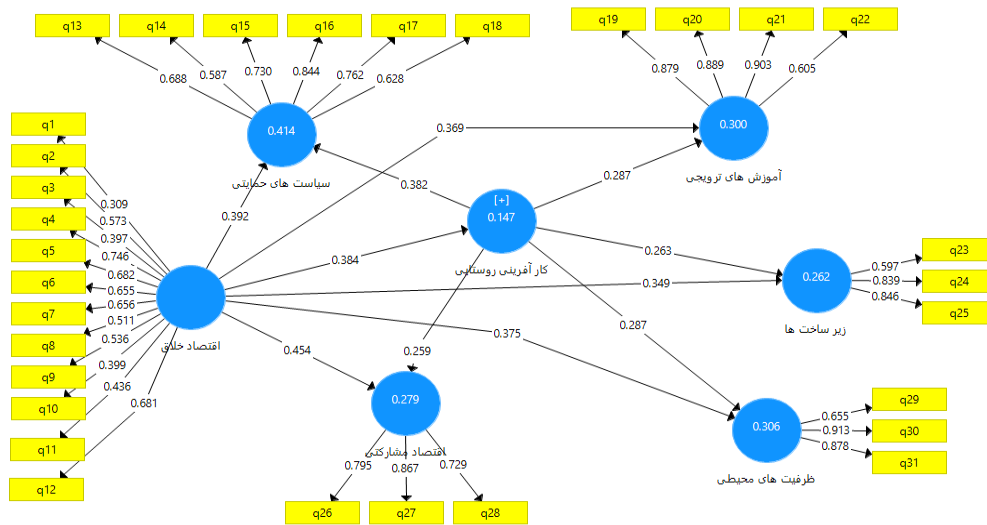 q13
q14
q15
q16
q17
q18
q19
q20
q21
q22
0.688
0.587
0.730
0.844
0.762
0.628
0.879
0.889
0.903
0.605
0.414
سیاست های حمایتی
0.300
آموزش های ترویجی
q1
q2
q3
q4
q5
q6
q7
q8
q9
q10
q11
q12
0.309
0.573
0.397
0.746
0.682
0.655
0.656
0.511
0.536
0.399
0.436
0.681
اقتصاد خلاق
0.392
0.369
0.382
0.287
0.384
[+]
0.147
کار آفرینی روستایی
0.263
0.349
0.262
زیر ساخت ها
0.597
0.839
0.846
q23
q24
q25
0.375
0.287
0.454
0.259
0.279
اقتصاد مشارکتی
0.795
0.867
0.729
q26
q27
q28
0.306
ظرفیت های محیطی
0.655
0.913
0.878
q29
q30
q31